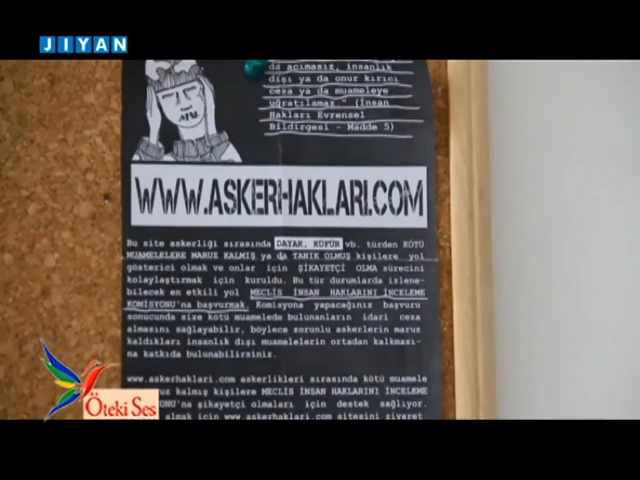 JIYAN
da acımasız, insanlık
dışı ya da onur kırıcı
ceza ya da muameleye
uğratılamaz." (İnsan
Hakları Evrensel
Bildirgesi - Madde 5)
WWW.ASKERHAKLARI.COM
Bu site askerliği sırasında DAYAK, KÜFÜR vb. türden KÖTÜ
MUAMELELERE MARUZ KALMIŞ ya da TANIK OLMUŞ kişilere yol
gösterici olmak ve onlar için ŞİKAYETÇİ OLMA sürecini
kolaylaştırmak için kuruldu. Bu tür durumlarda izlene-
bilecek en etkili yol MECLİS İNSAN HAKLARINI İNCELEME
KOMİSYONU'na başvurmak. Komisyona yapacağınız başvuru
sonucunda size kötü muamelede bulunanların idari ceza
almasını sağlayabilir, böylece zorunlu askerlerin maruz
kaldıkları insanlık dışı muamelelerin ortadan kalkması-
na katkıda bulunabilirsiniz.
www.askerhaklari.com askerlikleri sırasında kötü muamele
uz kalmış kişilere MECLİS İNSAN HAKLARINI İNCELEME
ONU'na şikayetçi olmaları için destek sağlıyor.
almak için www.askerhaklari.com sitesini ziyaret
Öteki Ses